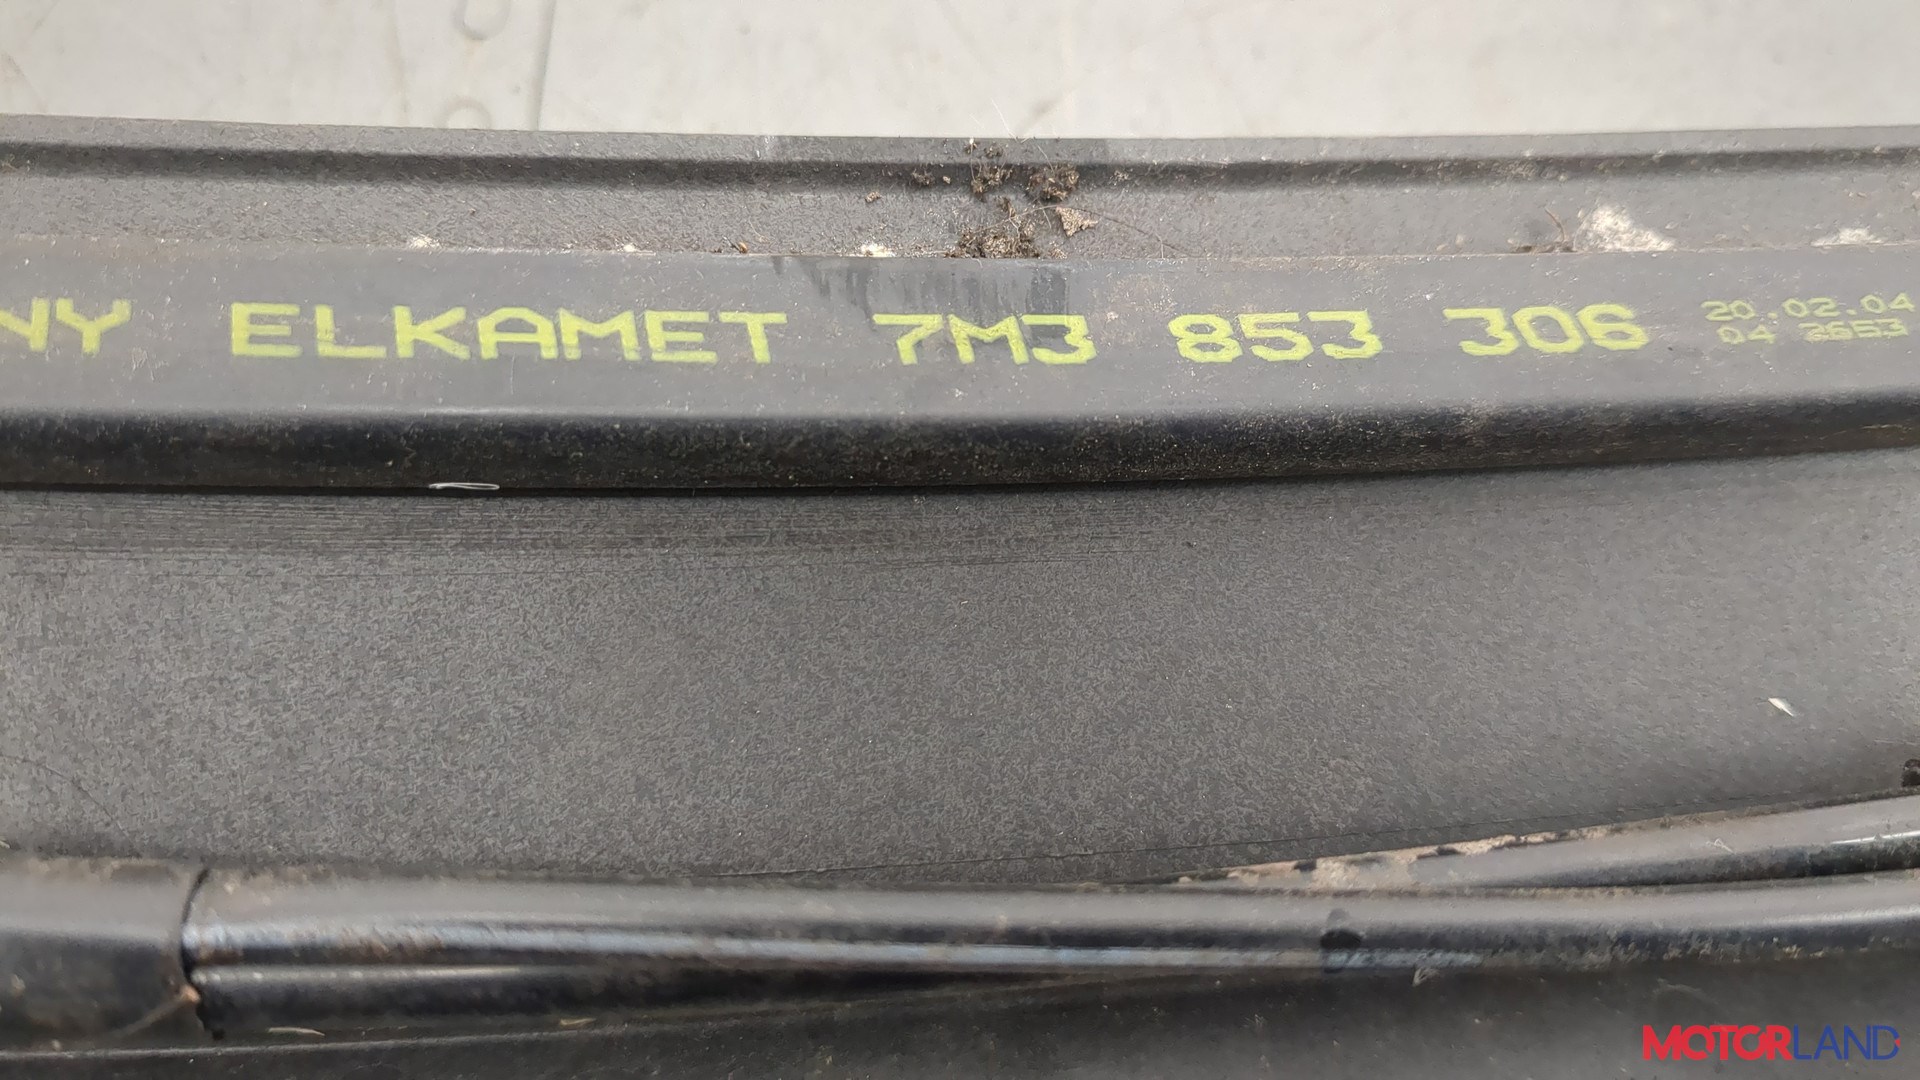 NY ELKAMET 7M3 853 306 20.02.04
04 2653
MOTORLAND